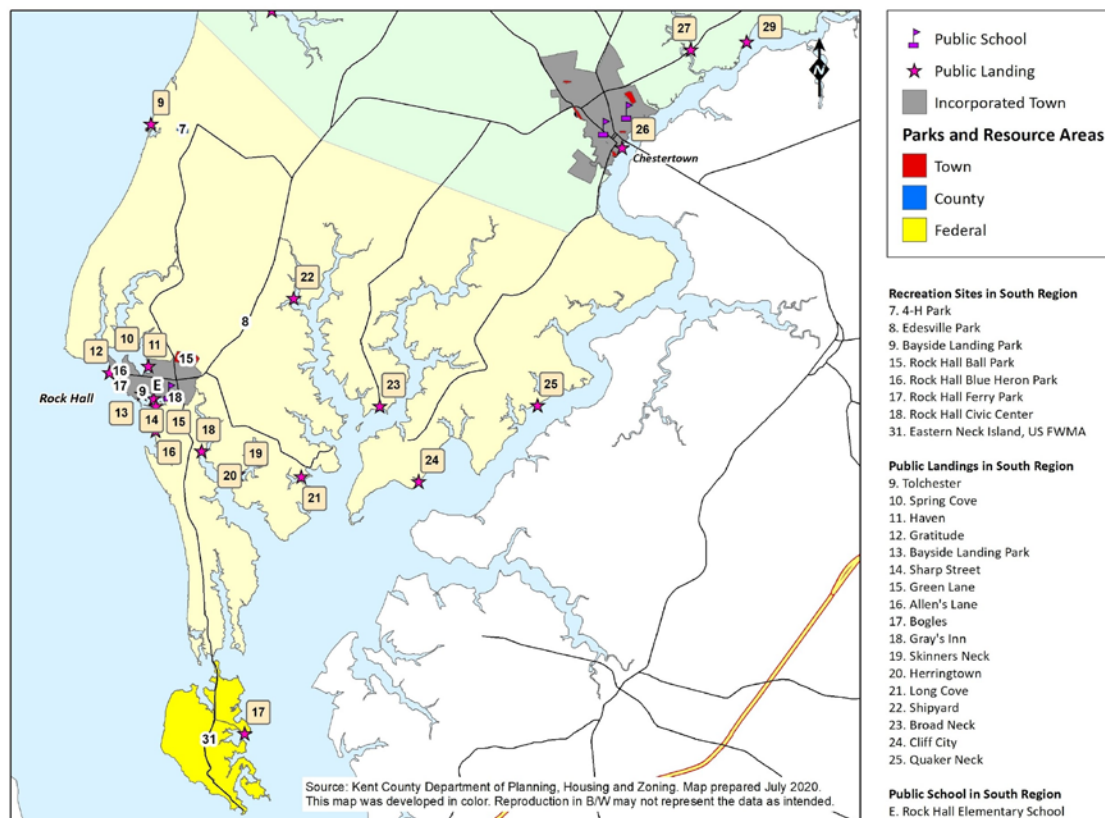 27
29
9
7
26
Chestertown
22
8
10
11
12
15
16
17
E
9
18
Rock Hall
13
14
15
18
16
19
20
21
23
24
25
17
31
N
Source: Kent County Department of Planning, Housing and Zoning. Map prepared July 2020.
This map was developed in color. Reproduction in B/W may not represent the data as intended.
Public School
Public Landing
Incorporated Town
Parks and Resource Areas
Town
County
Federal
Recreation Sites in South Region
7. 4-H Park
8. Edesville Park
9. Bayside Landing Park
15. Rock Hall Ball Park
16. Rock Hall Blue Heron Park
17. Rock Hall Ferry Park
18. Rock Hall Civic Center
31. Eastern Neck Island, US FWMA
Public Landings in South Region
9. Tolchester
10. Spring Cove
11. Haven
12. Gratitude
13. Bayside Landing Park
14. Sharp Street
15. Green Lane
16. Allen's Lane
17. Bogles
18. Gray's Inn
19. Skinners Neck
20. Herringtown
21. Long Cove
22. Shipyard
23. Broad Neck
24. Cliff City
25. Quaker Neck
Public School in South Region
E. Rock Hall Elementary School